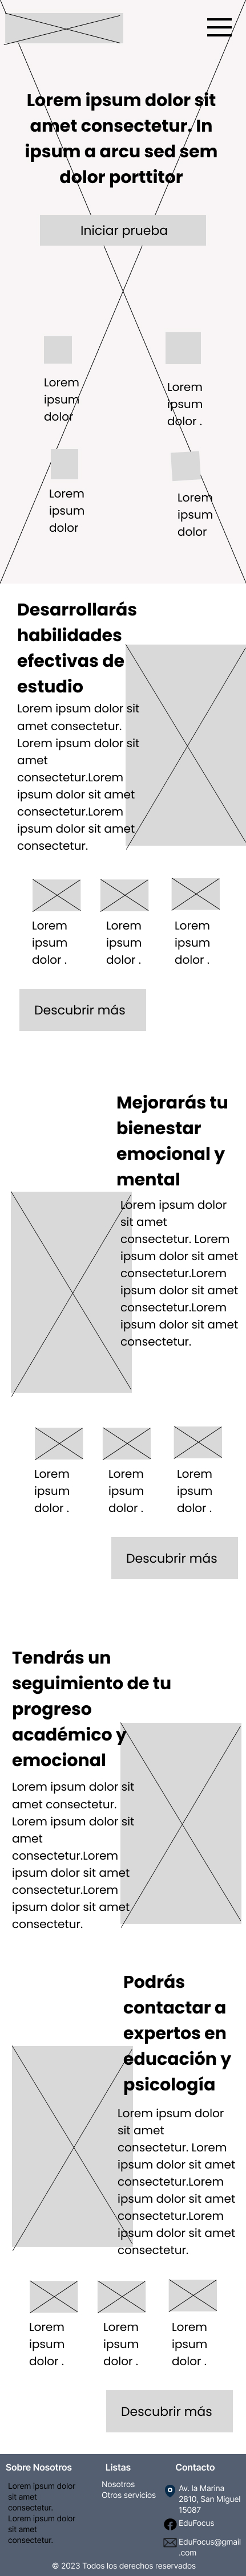 Lorem ipsum dolor sit
amet consectetur. In
ipsum a arcu sed sem
dolor porttitor
Iniciar prueba
Lorem
ipsum
dolor
Lorem
ipsum
dolor .
Lorem
ipsum
dolor
Lorem
ipsum
dolor
Desarrollarás
habilidades
efectivas de
estudio
Lorem ipsum dolor sit
amet consectetur.
Lorem ipsum dolor sit
amet
consectetur.Lorem
ipsum dolor sit amet
consectetur.Lorem
ipsum dolor sit amet
consectetur.
Lorem
ipsum
dolor .
Lorem
ipsum
dolor .
Lorem
ipsum
dolor .
Descubrir más
Mejorarás tu
bienestar
emocional y
mental
Lorem ipsum dolor
sit amet
consectetur. Lorem
ipsum dolor sit amet
consectetur.Lorem
ipsum dolor sit amet
consectetur.Lorem
ipsum dolor sit amet
consectetur.
Lorem
ipsum
dolor .
Lorem
ipsum
dolor .
Lorem
ipsum
dolor .
Descubrir más
Tendrás un
seguimiento de tu
progreso
académico y
emocional
Lorem ipsum dolor sit
amet consectetur.
Lorem ipsum dolor sit
amet
consectetur.Lorem
ipsum dolor sit amet
consectetur.Lorem
ipsum dolor sit amet
consectetur.
Podrás
contactar a
expertos en
educación y
psicología
Lorem ipsum dolor
sit amet
consectetur. Lorem
ipsum dolor sit amet
consectetur.Lorem
ipsum dolor sit amet
consectetur.Lorem
ipsum dolor sit amet
consectetur.
Lorem
ipsum
dolor .
Lorem
ipsum
dolor .
Lorem
ipsum
dolor .
Descubrir más
Sobre Nosotros
Lorem ipsum dolor
sit amet
consectetur.
Lorem ipsum dolor
sit amet
consectetur.
Listas
Nosotros
Otros servicios
Contacto
Av. la Marina
2810, San Miguel
15087
EduFocus
EduFocus@gmail
.com
© 2023 Todos los derechos reservados